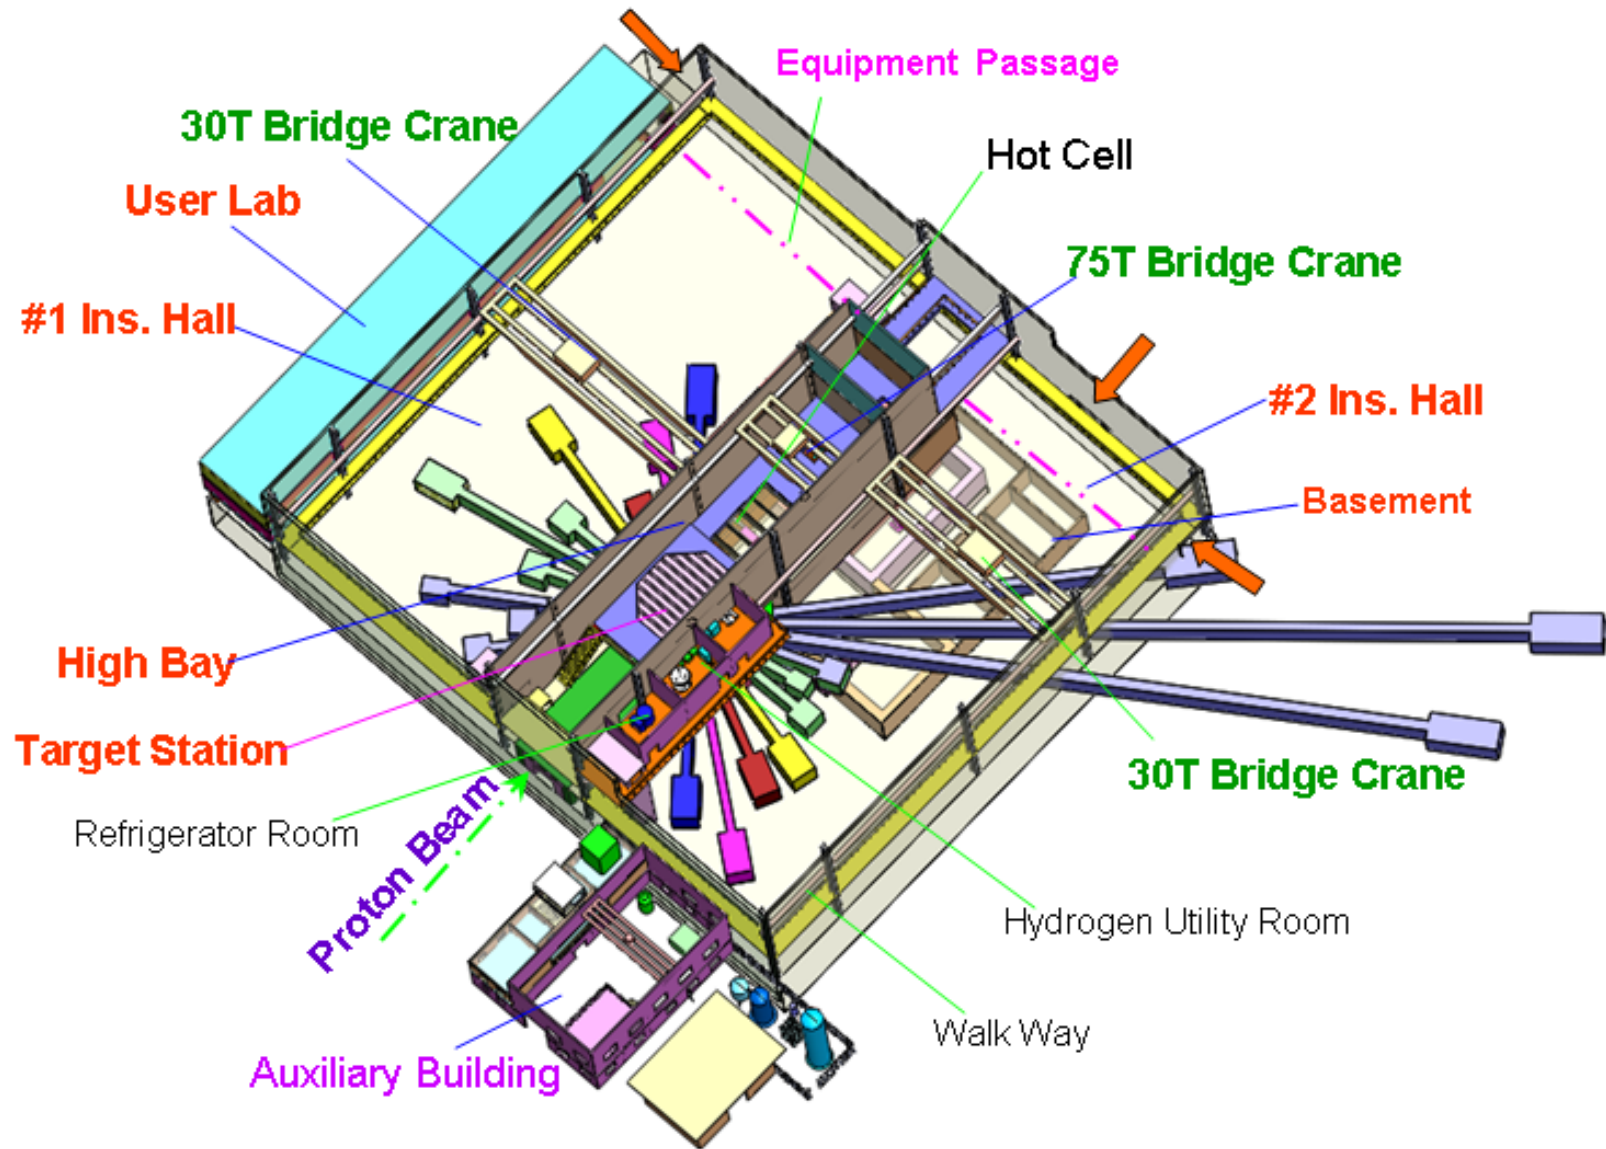 Equipment Passage
30T Bridge Crane
Hot Cell
User Lab
75T Bridge Crane
#1 Ins. Hall
#2 Ins. Hall
Basement
High Bay
Target Station
30T Bridge Crane
Refrigerator Room
Proton Beam
Hydrogen Utility Room
Walk Way
Auxiliary Building